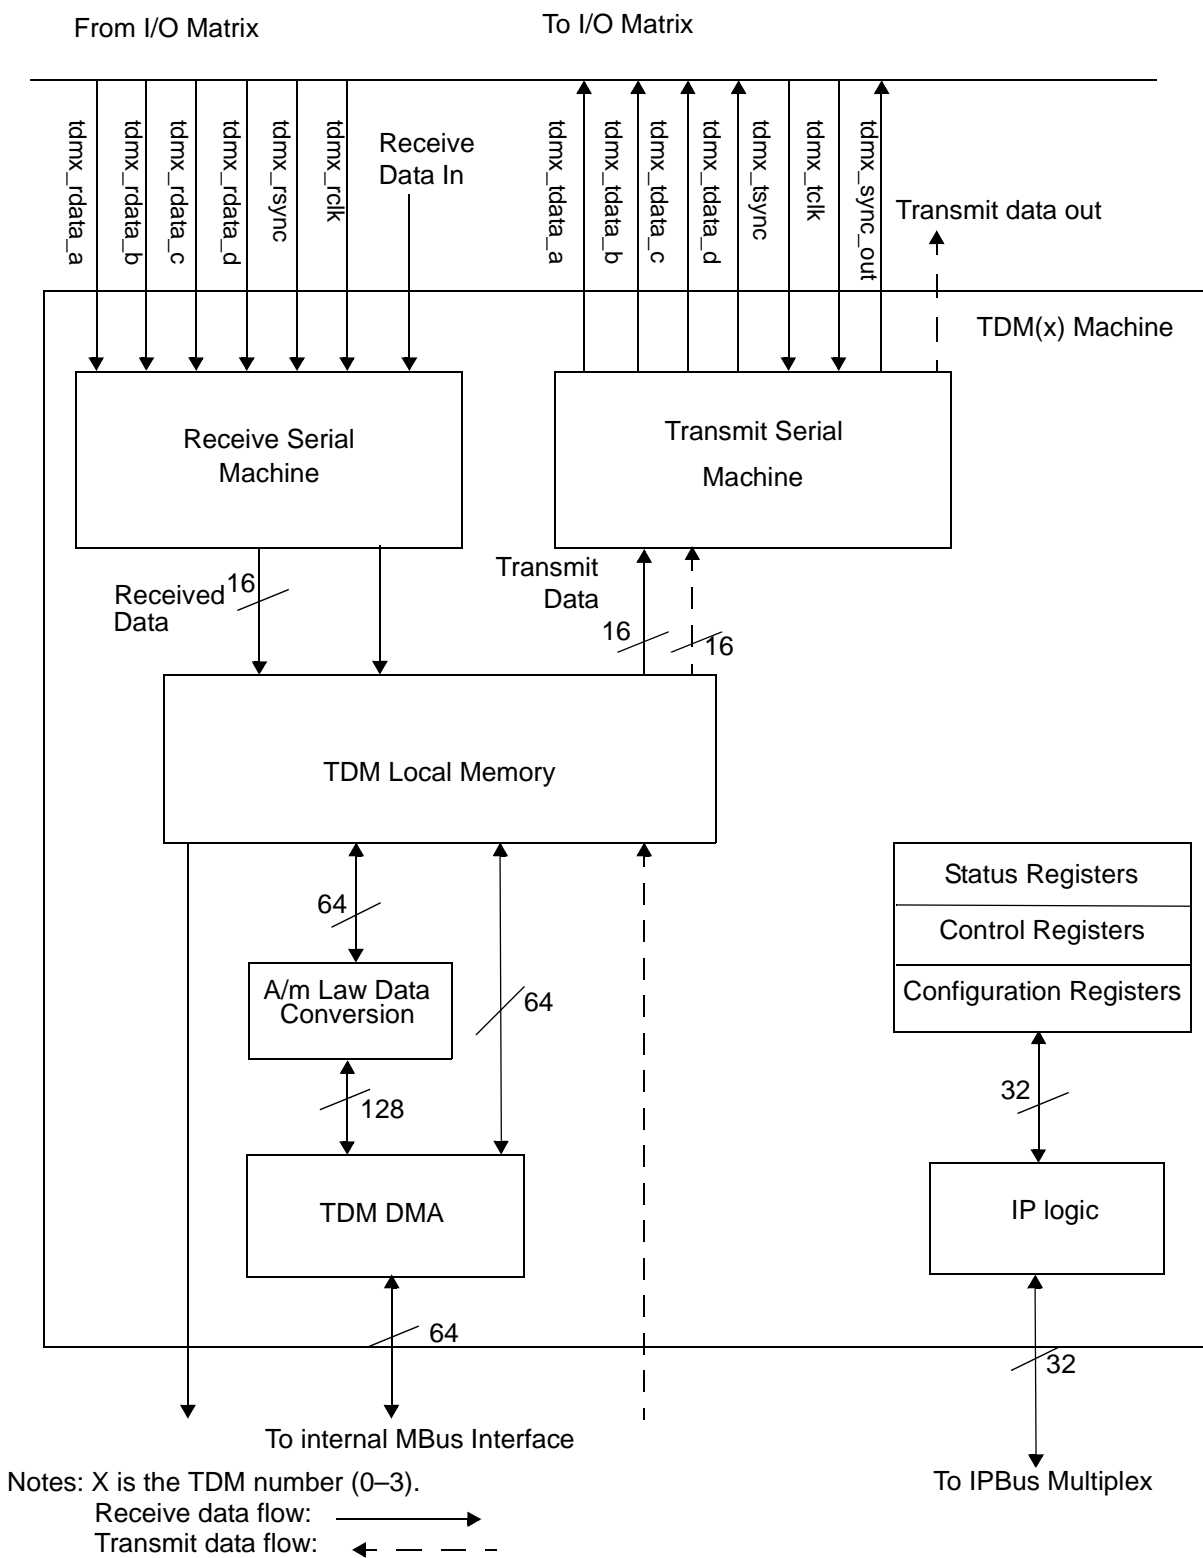 From I/O Matrix
To I/O Matrix
tdmx_rdata_a
tdmx_rdata_b
tdmx_rdata_c
tdmx_rdata_d
tdmx_rsync
tdmx_rclk
Receive
Data In
tdmx_tdata_a
tdmx_tdata_b
tdmx_tdata_c
tdmx_tdata_d
tdmx_tsync
tdmx_tclk
tdmx_sync_out
Transmit data out
TDM(x) Machine
Receive Serial
Machine
Transmit Serial
Machine
Received
Data
16
Transmit
Data
16
16
TDM Local Memory
64
A/m Law Data
Conversion
64
128
TDM DMA
64
Status Registers
Control Registers
Configuration Registers
32
IP logic
32
To internal MBus Interface
To IPBus Multiplex
Notes: X is the TDM number (0–3).
Receive data flow:
Transmit data flow: